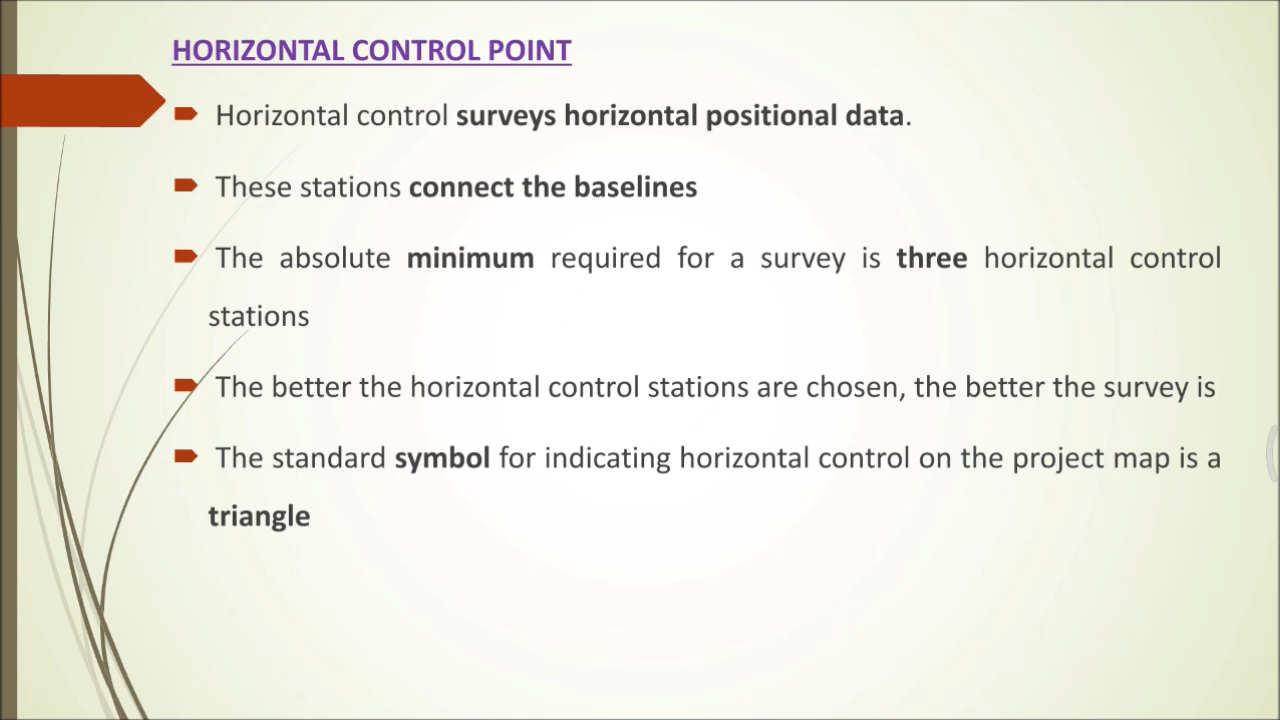 HORIZONTAL CONTROL POINT
Horizontal control surveys horizontal positional data.
These stations connect the baselines
The absolute minimum required for a survey is three horizontal control
stations
The better the horizontal control stations are chosen, the better the survey is
The standard symbol for indicating horizontal control on the project map is a
triangle